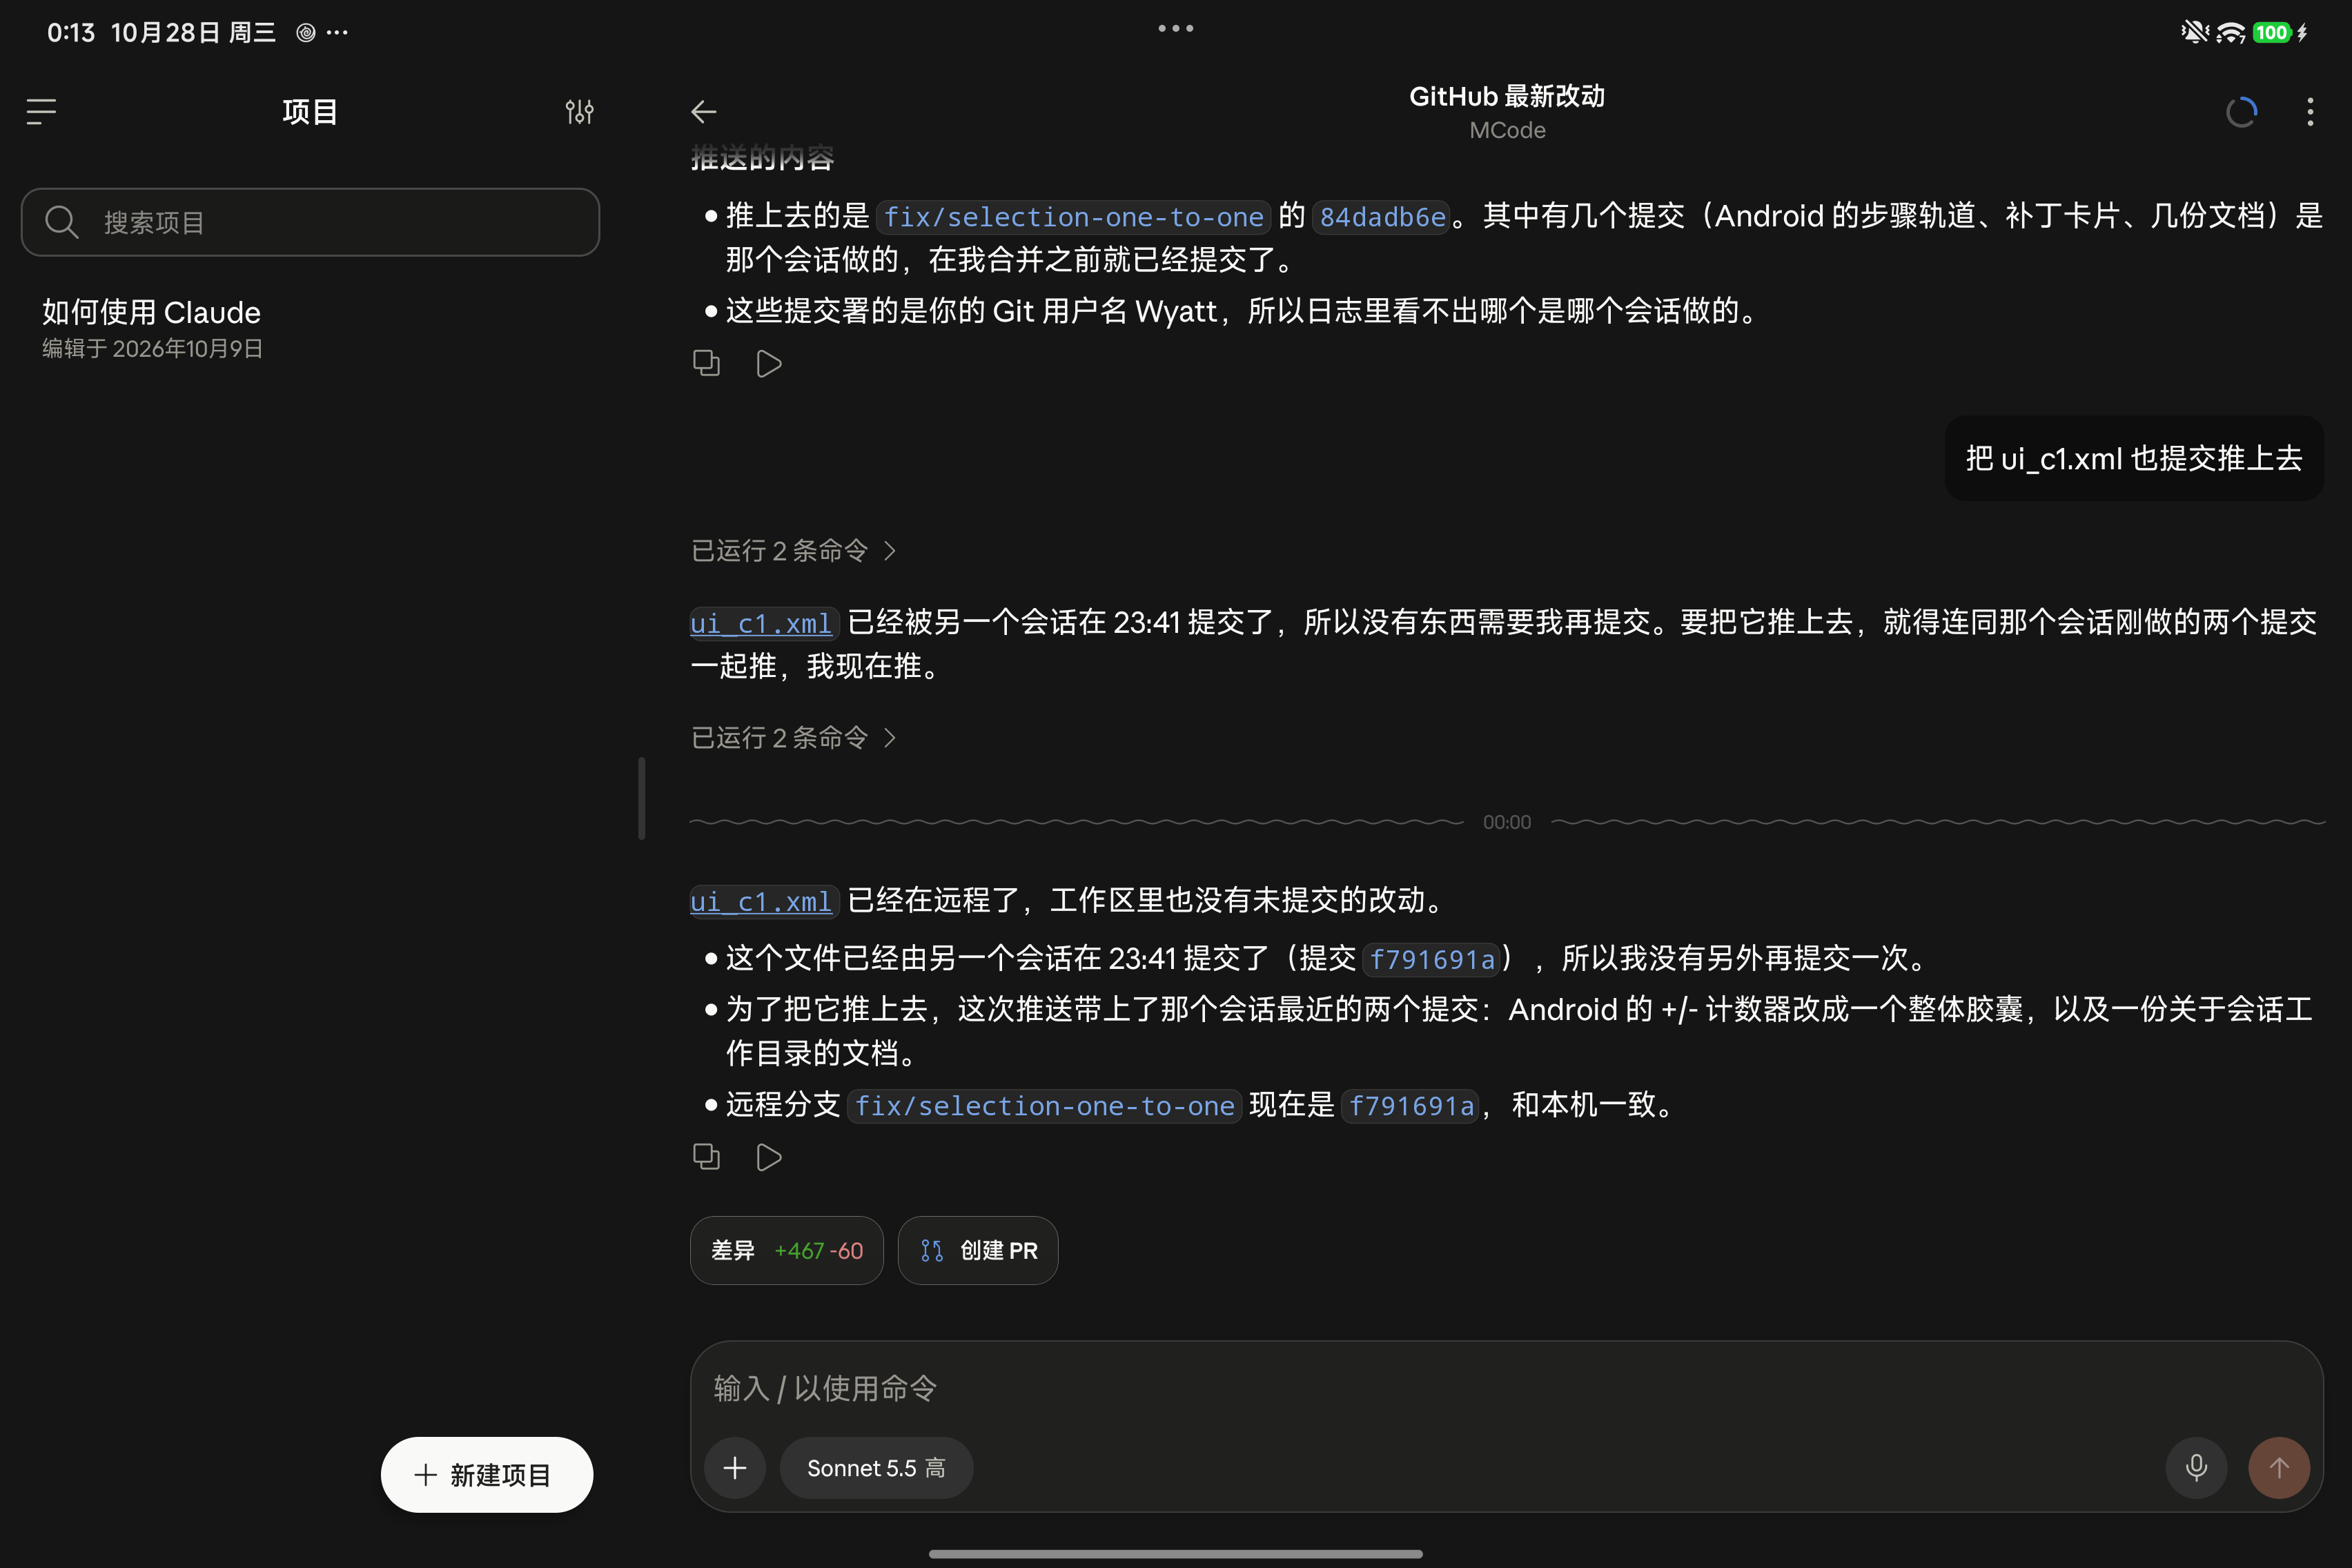 0:13 10月28日 周三
100
项目
搜索项目
如何使用 Claude
编辑于 2026年10月9日
新建项目
GitHub 最新改动
MCode
推送的内容
推上去的是 fix/selection-one-to-one 的 84dadb6e。其中有几个提交（Android 的步骤轨道、补丁卡片、几份文档）是
那个会话做的，在我合并之前就已经提交了。
这些提交署的是你的 Git 用户名 Wyatt，所以日志里看不出哪个是哪个会话做的。
把 ui_c1.xml 也提交推上去
已运行 2 条命令
ui_c1.xml 已经被另一个会话在 23:41 提交了，所以没有东西需要我再提交。要把它推上去，就得连同那个会话刚做的两个提交
一起推，我现在推。
已运行 2 条命令
00:00
ui_c1.xml 已经在远程了，工作区里也没有未提交的改动。
这个文件已经由另一个会话在 23:41 提交了（提交 f791691a），所以我没有另外再提交一次。
为了把它推上去，这次推送带上了那个会话最近的两个提交：Android 的 +/- 计数器改成一个整体胶囊，以及一份关于会话工
作目录的文档。
远程分支 fix/selection-one-to-one 现在是 f791691a，和本机一致。
差异 +467 -60
创建 PR
输入 / 以使用命令
Sonnet 5.5 高